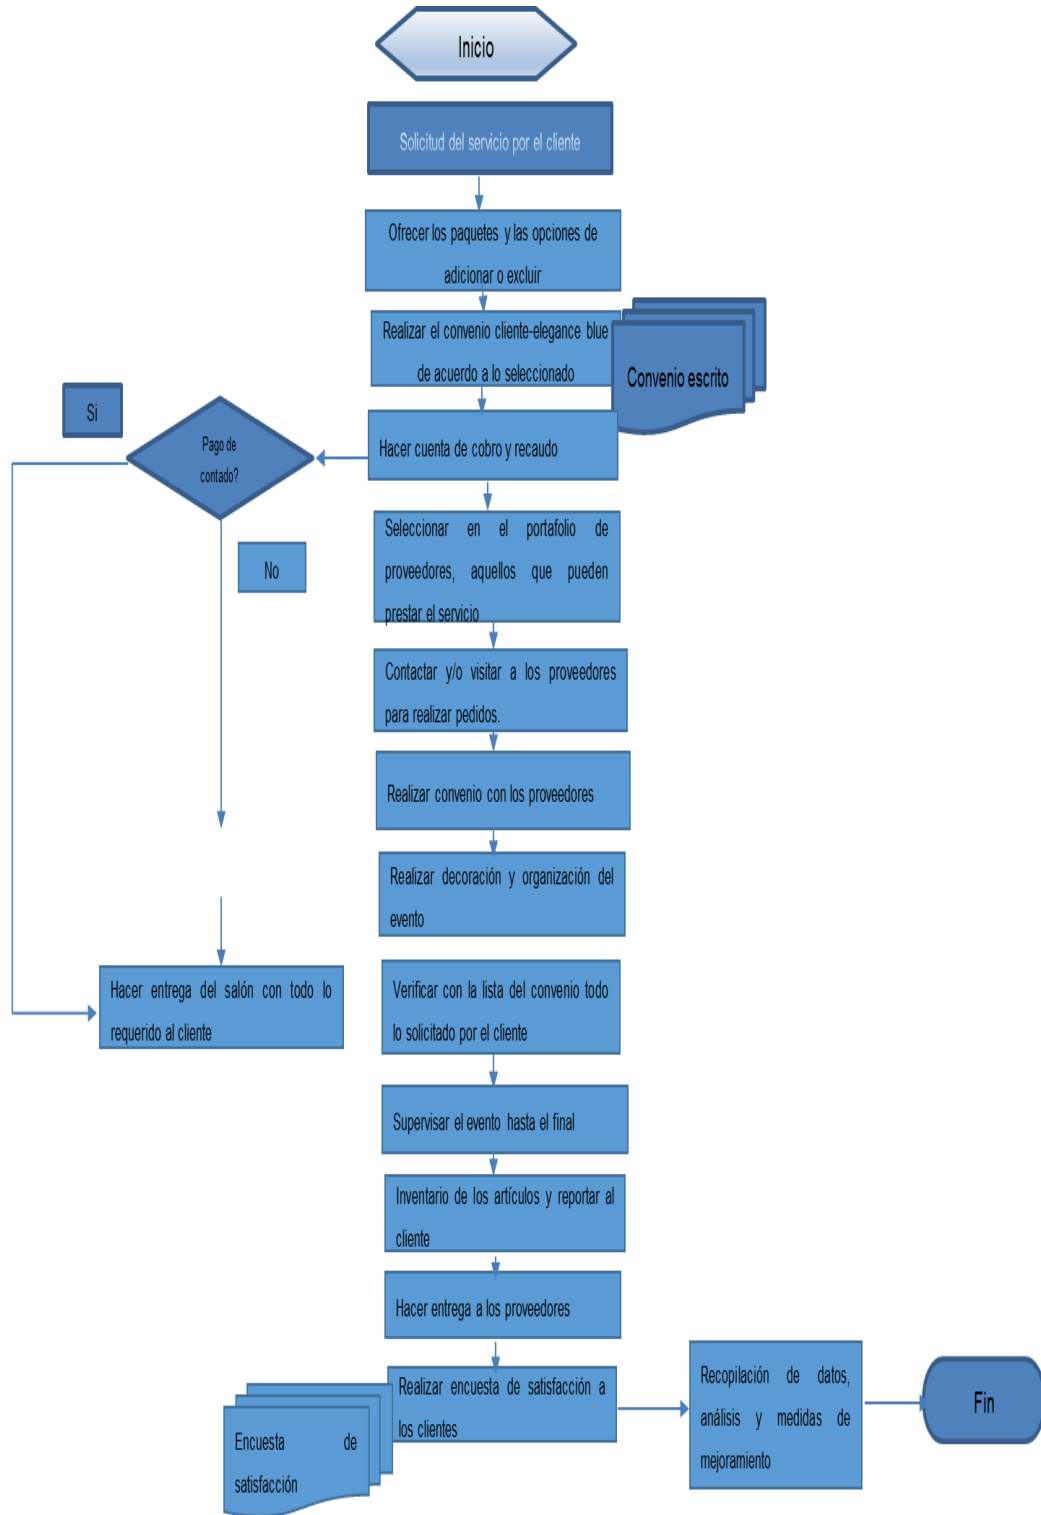 Inicio
Solicitud del servicio por el cliente
Ofrecer los paquetes y las opciones de
adicionar o excluir
Realizar el convenio cliente-elegance blue
de acuerdo a lo seleccionado
Convenio escrito
Si
Pago de
contado?
Hacer cuenta de cobro y recaudo
No
Seleccionar en el portafolio de
proveedores, aquellos que pueden
prestar el servicio
Contactar y/o visitar a los proveedores
para realizar pedidos.
Realizar convenio con los proveedores
Realizar decoración y organización del
evento
Hacer entrega del salón con todo lo
requerido al cliente
Verificar con la lista del convenio todo
lo solicitado por el cliente
Supervisar el evento hasta el final
Inventario de los artículos y reportar al
cliente
Hacer entrega a los proveedores
Realizar encuesta de satisfacción a
los clientes
Encuesta de
satisfacción
Recopilación de datos,
análisis y medidas de
mejoramiento
Fin